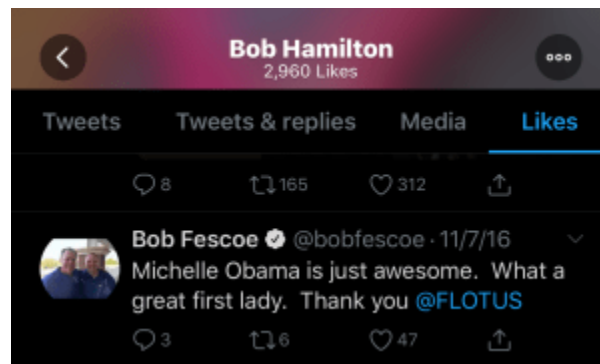 Bob Hamilton
2,960 Likes
Tweets Tweets & replies Media Likes
8 165 312
Bob Fescoe @bobfescoe · 11/7/16
Michelle Obama is just awesome. What a
great first lady. Thank you @FLOTUS
3 6 47